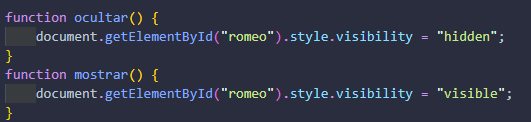 function ocultar() {
    document.getElementById("romeo").style.visibility = "hidden";
}
function mostrar() {
    document.getElementById("romeo").style.visibility = "visible";
}